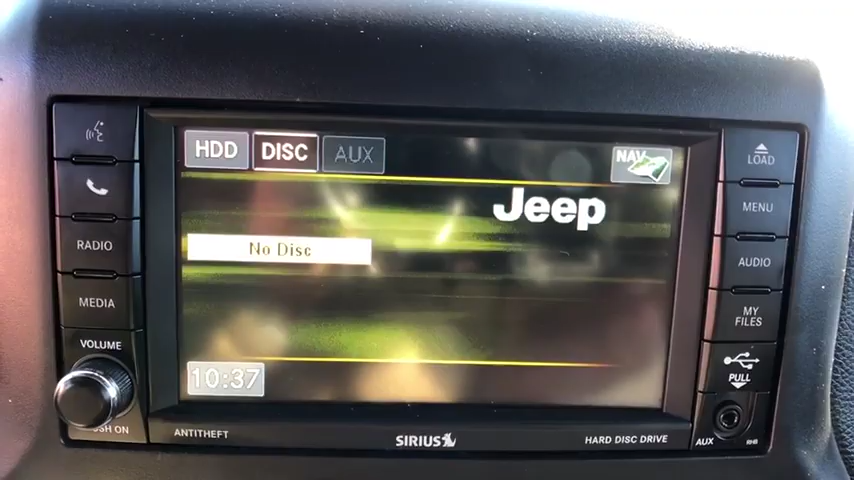 HDD DISC AUX NAV LOAD
Jeep
MENU
RADIO
No Disc
AUDIO
MEDIA
MY
FILES
VOLUME
10:37
PULL
PUSH ON
ANTITHEFT
SIRIUS
HARD DISC DRIVE
AUX
RHB